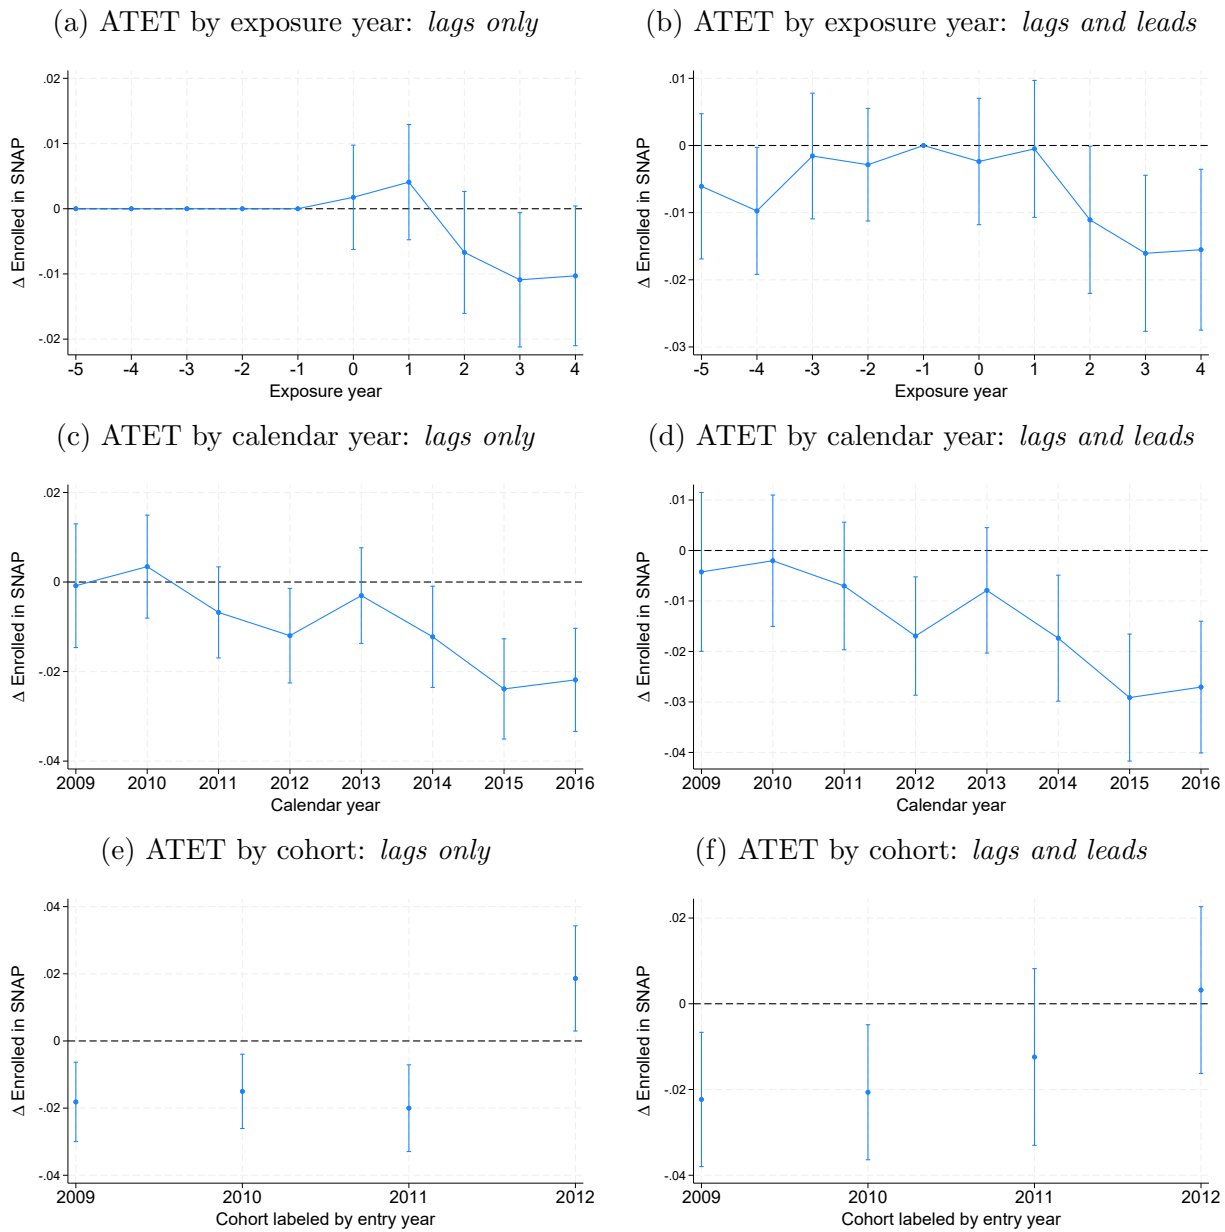 (a) ATET by exposure year: lags only
(b) ATET by exposure year: lags and leads
.02
.01
0
-.01
-.02
Δ Enrolled in SNAP
-5 -4 -3 -2 -1 0 1 2 3 4
Exposure year
.01
0
-.01
-.02
-.03
Δ Enrolled in SNAP
-5 -4 -3 -2 -1 0 1 2 3 4
Exposure year
(c) ATET by calendar year: lags only
(d) ATET by calendar year: lags and leads
.02
0
-.02
-.04
Δ Enrolled in SNAP
2009 2010 2011 2012 2013 2014 2015 2016
Calendar year
.01
0
-.01
-.02
-.03
-.04
Δ Enrolled in SNAP
2009 2010 2011 2012 2013 2014 2015 2016
Calendar year
(e) ATET by cohort: lags only
(f) ATET by cohort: lags and leads
.04
.02
0
-.02
-.04
Δ Enrolled in SNAP
2009 2010 2011 2012
Cohort labeled by entry year
.02
0
-.02
-.04
Δ Enrolled in SNAP
2009 2010 2011 2012
Cohort labeled by entry year